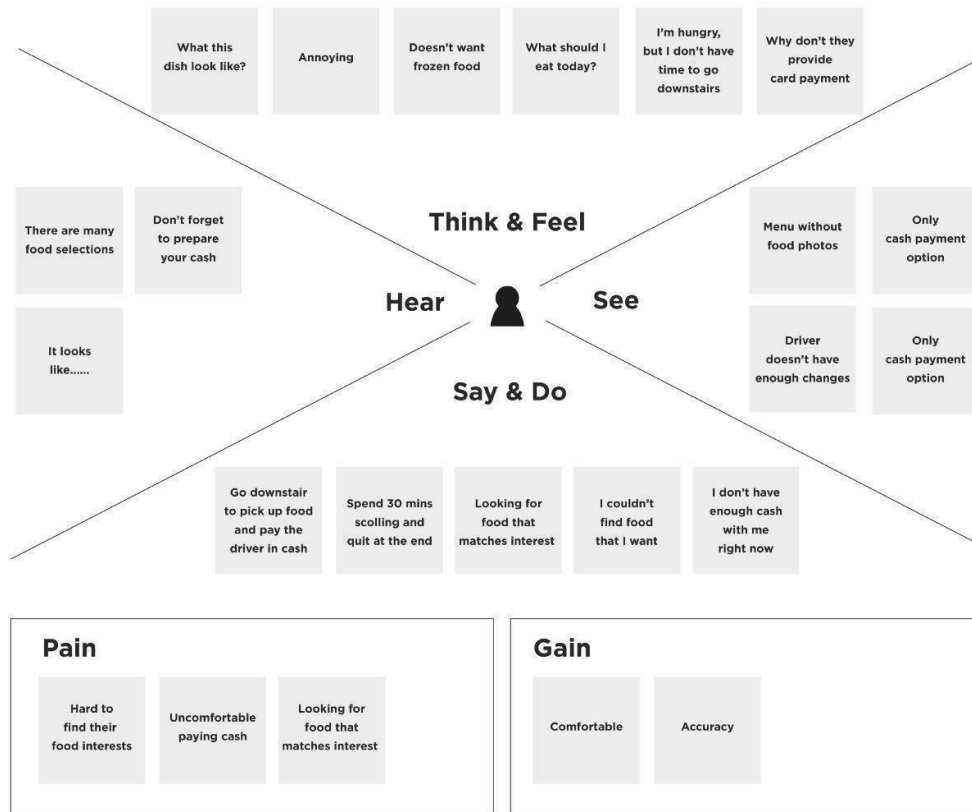 What this
dish look like?
Annoying
Doesn't want
frozen food
What should I
eat today?
I'm hungry,
but I don't have
time to go
downstairs
Why don't they
provide
card payment
Think & Feel
There are many
food selections
Don't forget
to prepare
your cash
It looks
like......
Hear
See
Menu without
food photos
Only
cash payment
option
Driver
doesn't have
enough changes
Only
cash payment
option
Say & Do
Go downstair
to pick up food
and pay the
driver in cash
Spend 30 mins
scolling and
quit at the end
Looking for
food that
matches interest
I couldn't
find food
that I want
I don't have
enough cash
with me
right now
Pain
Hard to
find their
food interests
Uncomfortable
paying cash
Looking for
food that
matches interest
Gain
Comfortable
Accuracy